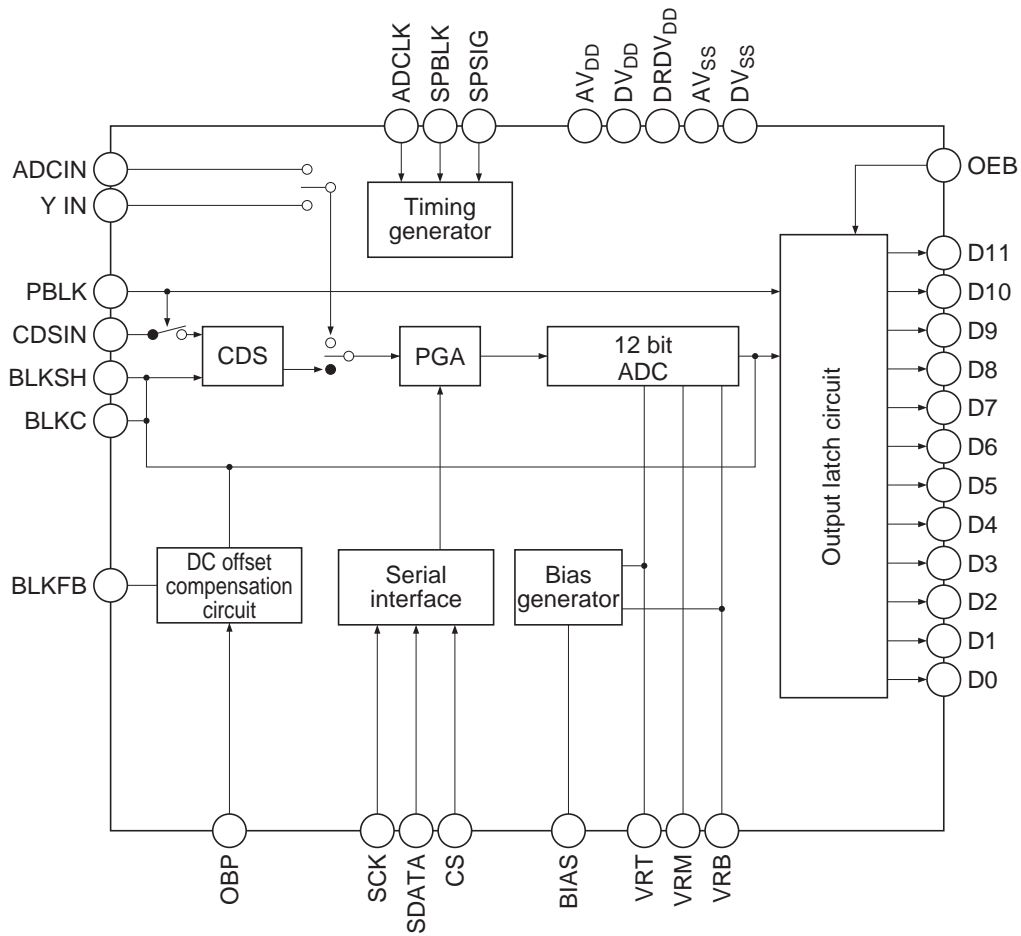 ADCLK
SPBLK
SPSIG
AVDD
DVDD
DRDVDD
AVSS
DVSS
ADCIN
Y IN
OEB
Timing
generator
PBLK
CDSIN
BLKSH
BLKC
CDS
PGA
12 bit
ADC
Output latch circuit
D11
D10
D9
D8
D7
D6
D5
D4
D3
D2
D1
D0
BLKFB
DC offset
compensation
circuit
Serial
interface
Bias
generator
OBP
SCK
SDATA
CS
BIAS
VRT
VRM
VRB